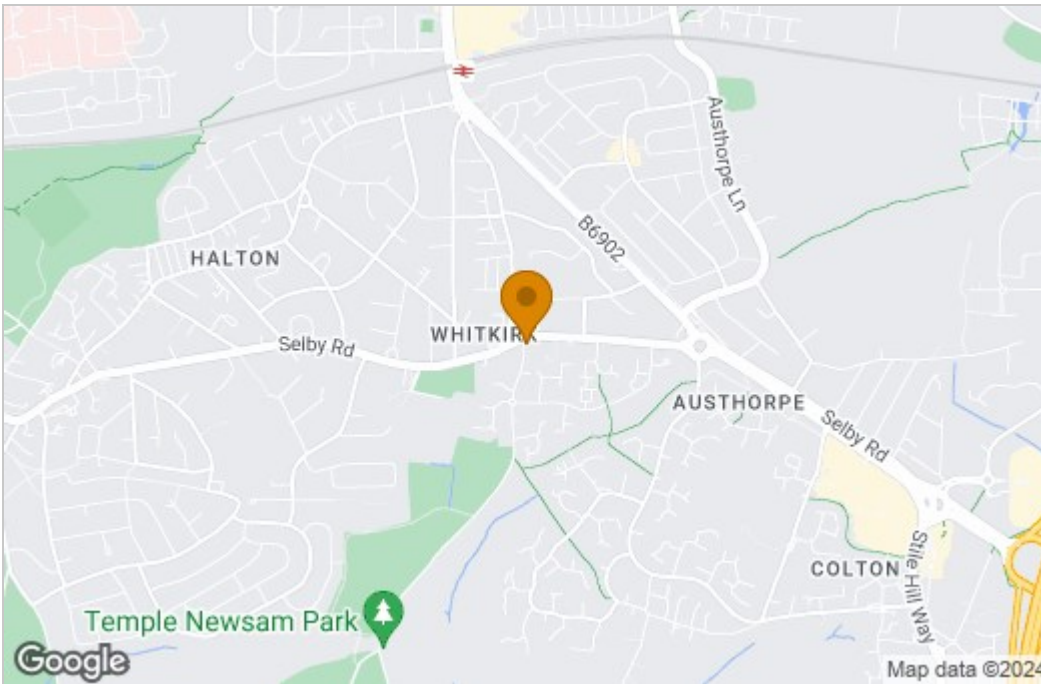 Austhorpe Ln
B6902
HALTON
WHITKIRK
Selby Rd
AUSTHORPE
Selby Rd
COLTON
Stile Hill Way
Temple Newsam Park
Google
Map data ©2024